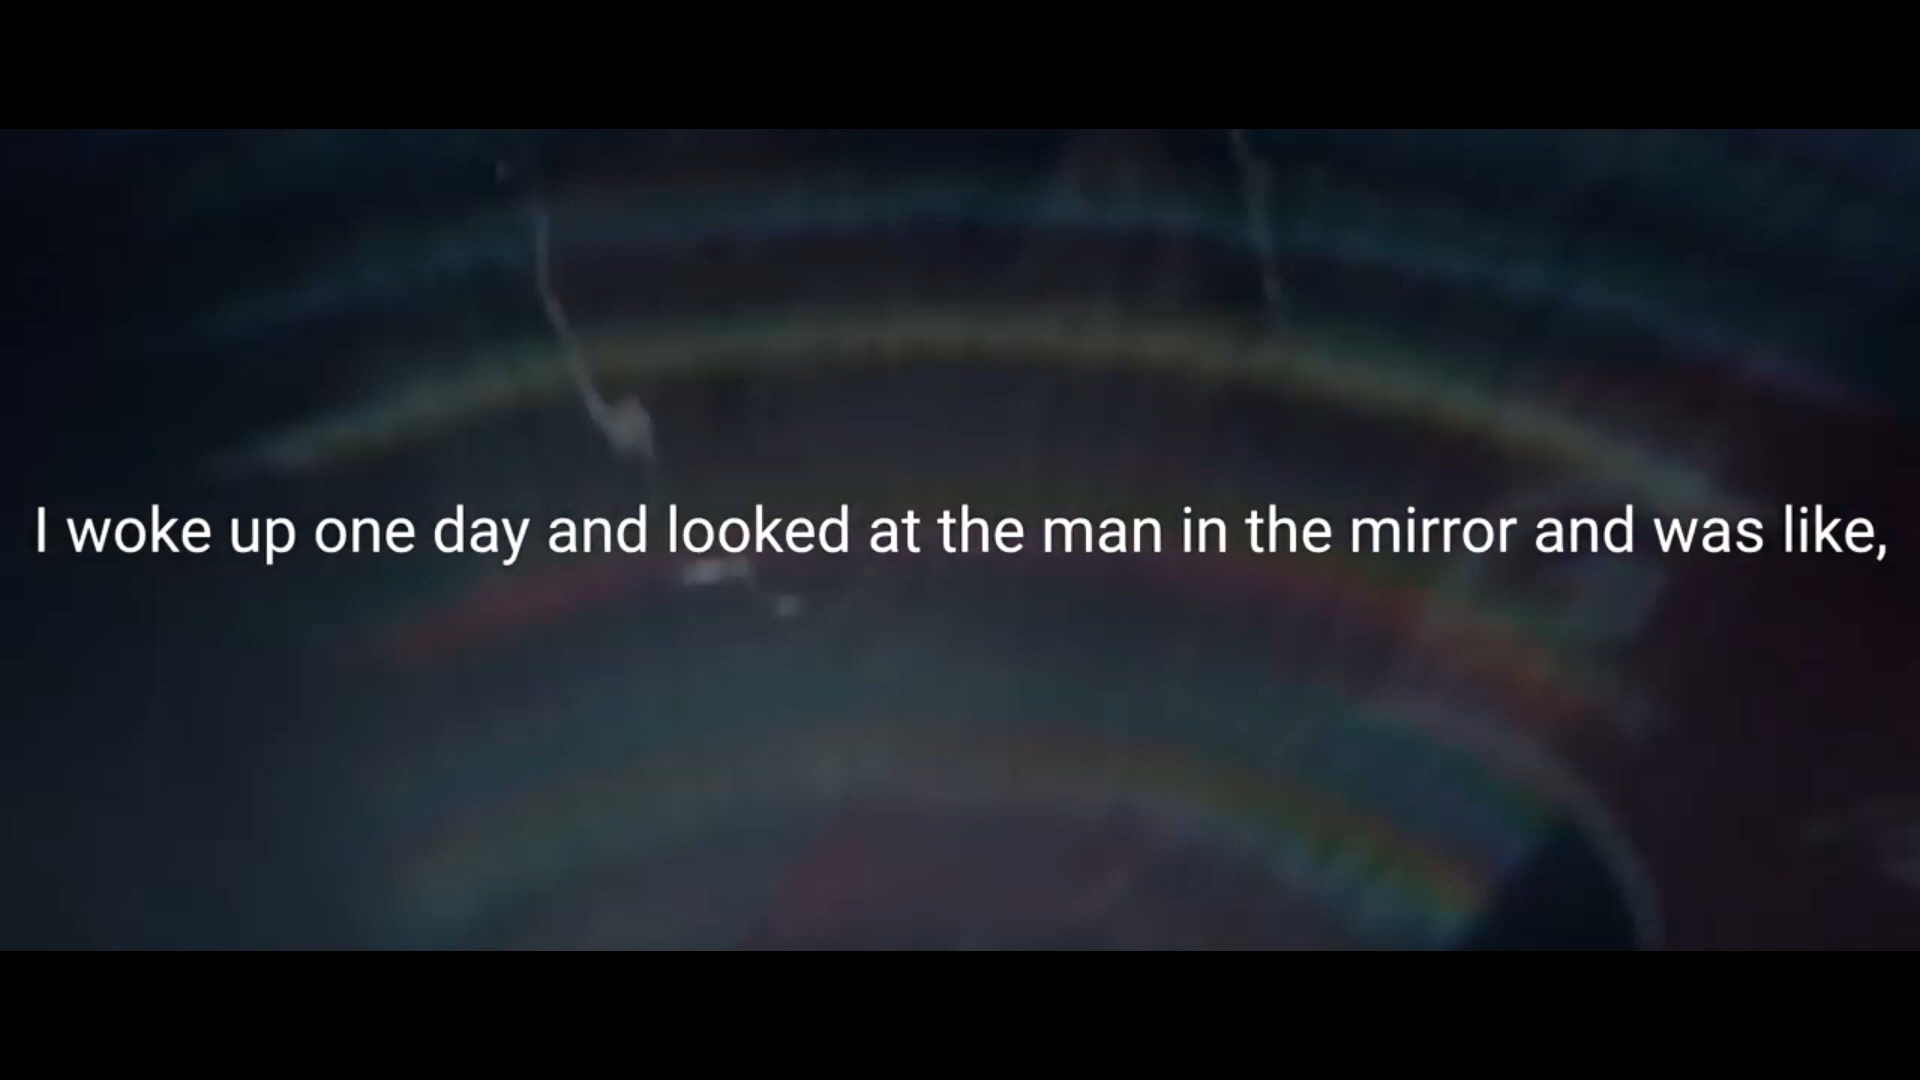 I woke up one day and looked at the man in the mirror and was like,